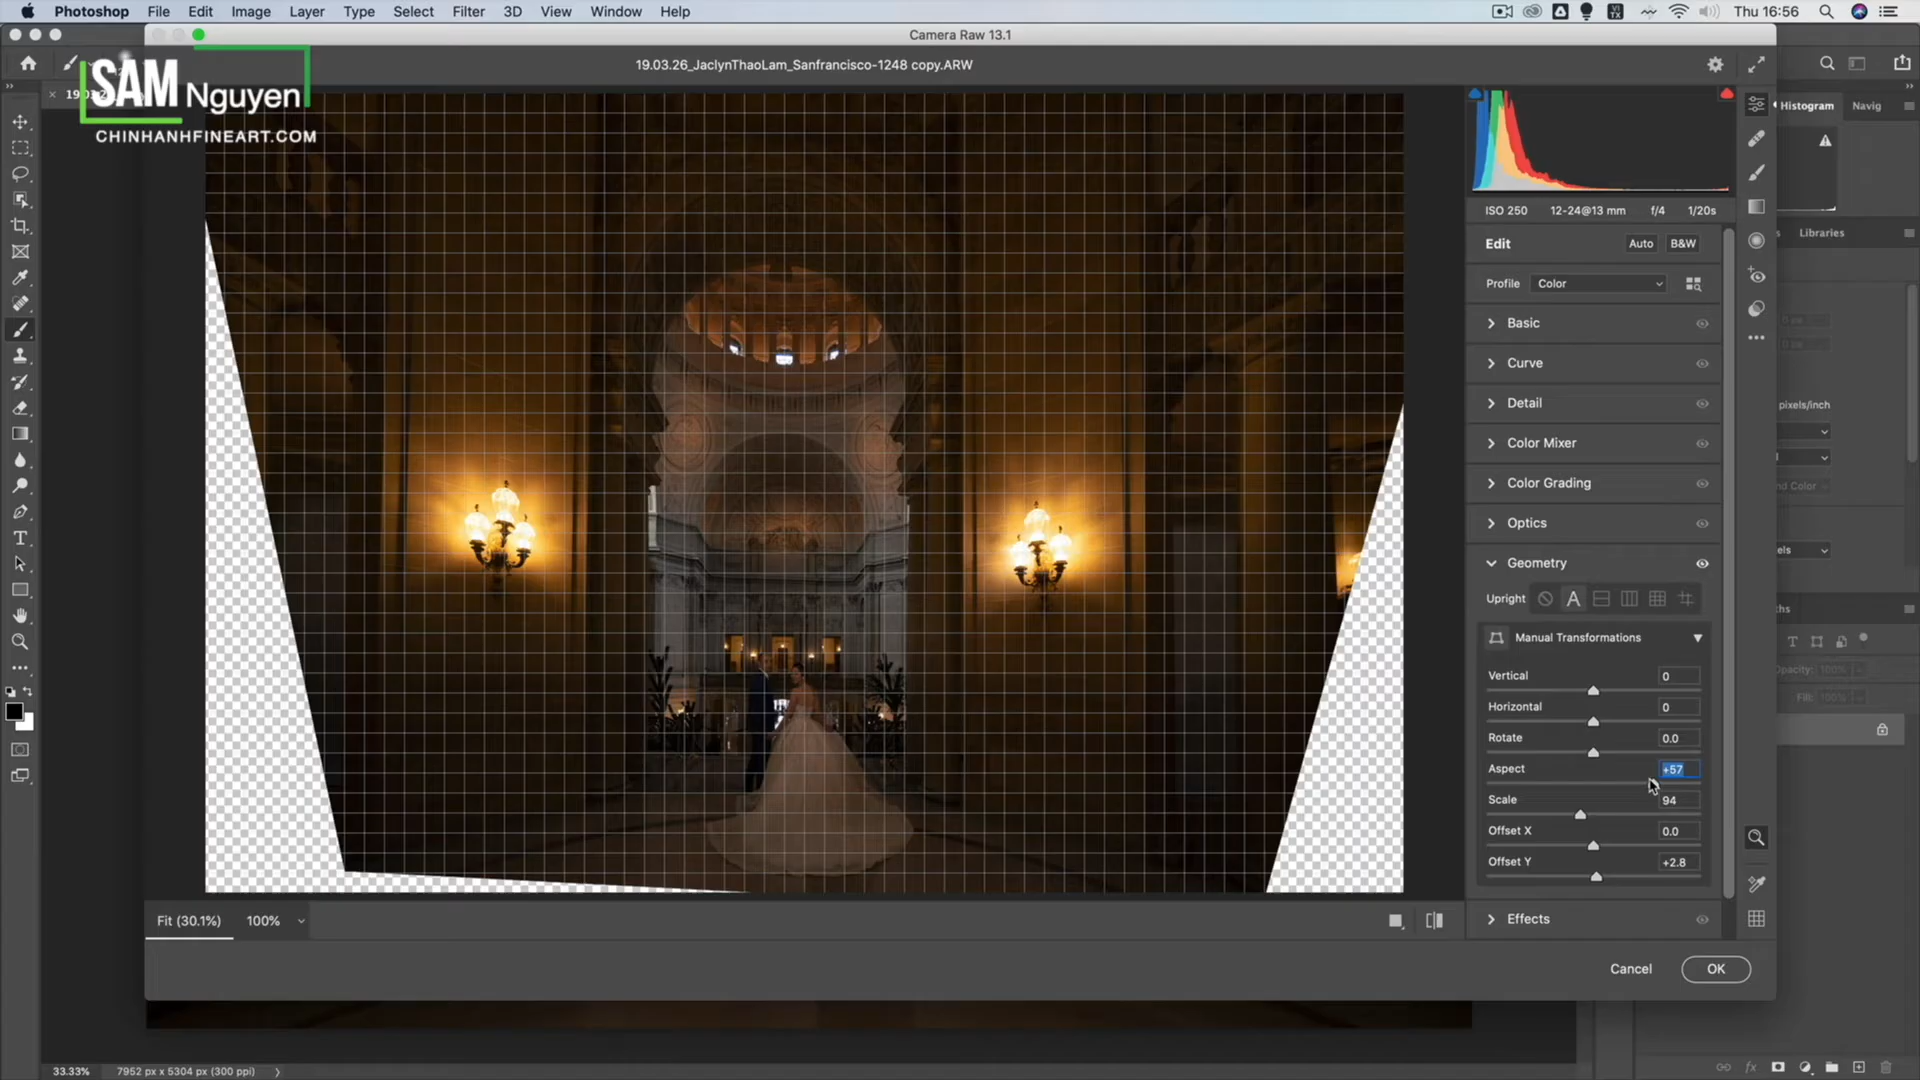 Photoshop File Edit Image Layer Type Select Filter 3D View Window Help
Thu 16:56
Camera Raw 13.1
19.03.26_JaclynThaoLam_Sanfrancisco-1248 copy.ARW
SAM Nguyen
CHINHANHFINEART.COM
Histogram Navig
ISO 250 12-24@13 mm f/4 1/20s
Libraries
Edit Auto B&W
Profile Color
Basic
Curve
Detail
pixels/inch
Color Mixer
Color Grading
Optics
Geometry
Upright A
Manual Transformations
Vertical 0
Horizontal 0
Opacity: 100%
Fill: 100%
Rotate 0.0
Aspect +57
Scale 94
Offset X 0.0
Offset Y +2.8
Effects
Fit (30.1%) 100%
Cancel OK
33.33% 7952 px x 5304 px (300 ppi)